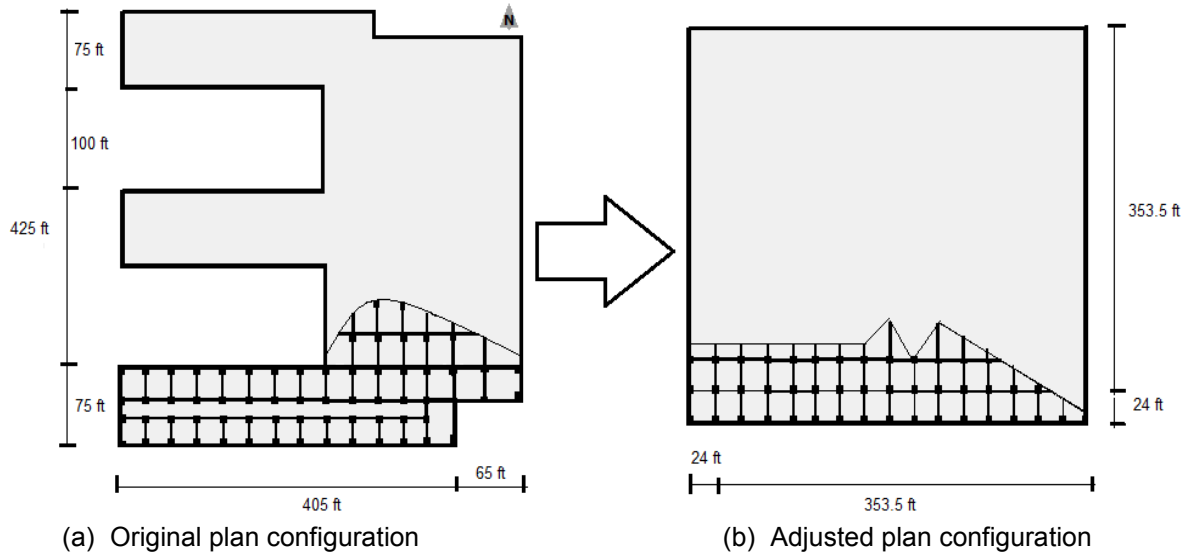 N
75 ft
100 ft
425 ft
75 ft
65 ft
405 ft
353.5 ft
24 ft
24 ft
353.5 ft
(a) Original plan configuration
(b) Adjusted plan configuration